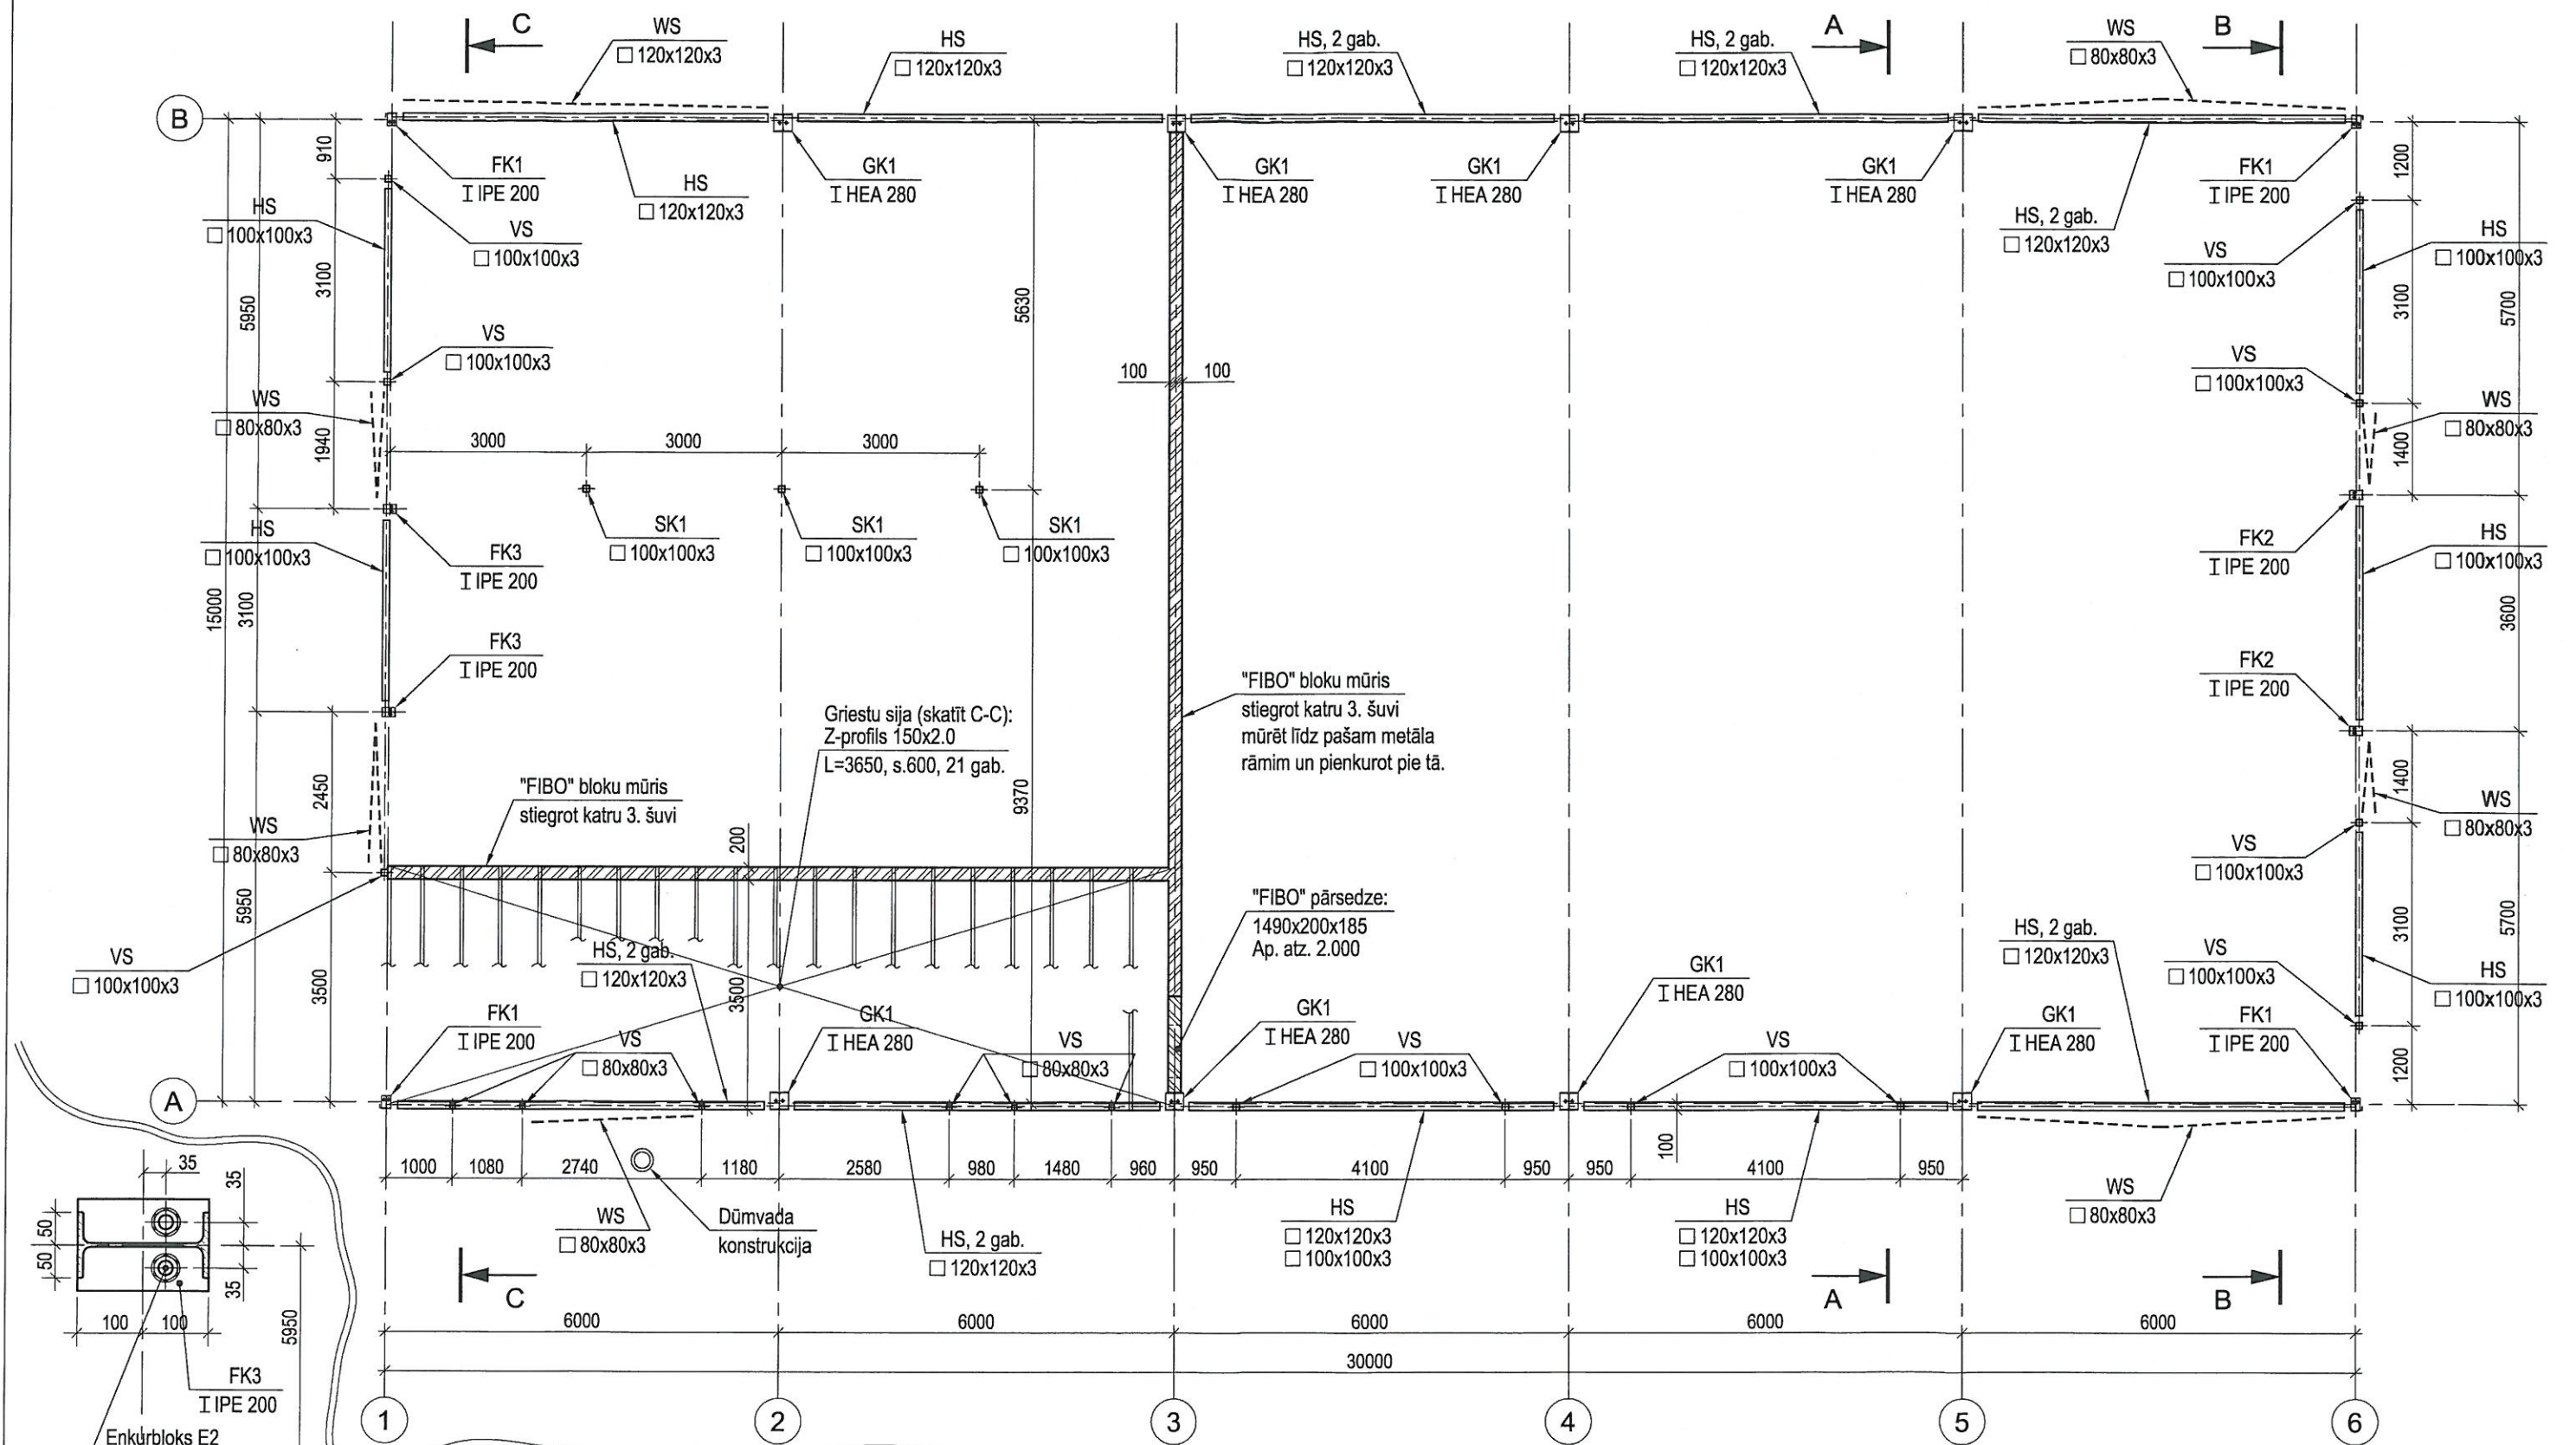 C
WS
□ 120x120x3
HS
□ 120x120x3
HS, 2 gab.
□ 120x120x3
HS, 2 gab.
□ 120x120x3
A
WS
□ 80x80x3
B
B
FK1
I IPE 200
HS
□ 120x120x3
GK1
I HEA 280
GK1
I HEA 280
GK1
I HEA 280
GK1
I HEA 280
HS, 2 gab.
□ 120x120x3
FK1
I IPE 200
910
1200
HS
□ 100x100x3
VS
□ 100x100x3
VS
□ 100x100x3
HS
□ 100x100x3
3100
5950
5630
3100
5700
VS
□ 100x100x3
100
100
VS
□ 100x100x3
WS
□ 80x80x3
1940
3000
3000
3000
WS
□ 80x80x3
1400
HS
□ 100x100x3
SK1
□ 100x100x3
SK1
□ 100x100x3
SK1
□ 100x100x3
FK3
I IPE 200
FK2
I IPE 200
HS
□ 100x100x3
15000
3100
3600
FK3
I IPE 200
FK2
I IPE 200
"FIBO" bloku mūris
stiegrot katru 3. šuvi
mūrēt līdz pašam metāla
rāmim un pienkurot pie tā.
Griestu sija (skatīt C-C):
Z-profils 150x2.0
L=3650, s.600, 21 gab.
"FIBO" bloku mūris
stiegrot katru 3. šuvi
2450
9370
1400
WS
□ 80x80x3
200
WS
□ 80x80x3
VS
□ 100x100x3
5950
"FIBO" pārsedze:
1490x200x185
Ap. atz. 2.000
HS, 2 gab.
□ 120x120x3
3100
5700
VS
□ 100x100x3
3500
HS, 2 gab.
□ 120x120x3
3500
GK1
I HEA 280
VS
□ 100x100x3
HS
□ 100x100x3
FK1
I IPE 200
VS
□ 80x80x3
GK1
I HEA 280
VS
□ 80x80x3
GK1
I HEA 280
VS
□ 100x100x3
VS
□ 100x100x3
GK1
I HEA 280
FK1
I IPE 200
1200
A
100
1000
1080
2740
1180
2580
980
1480
960
950
4100
950
950
4100
950
35
35
50
50
35
100
100
5950
WS
□ 80x80x3
Dūmvada
konstrukcija
HS, 2 gab.
□ 120x120x3
HS
□ 120x120x3
□ 100x100x3
HS
□ 120x120x3
□ 100x100x3
WS
□ 80x80x3
C
A
B
6000
6000
6000
6000
6000
30000
FK3
I IPE 200
Enkurbloks E2
1
2
3
4
5
6